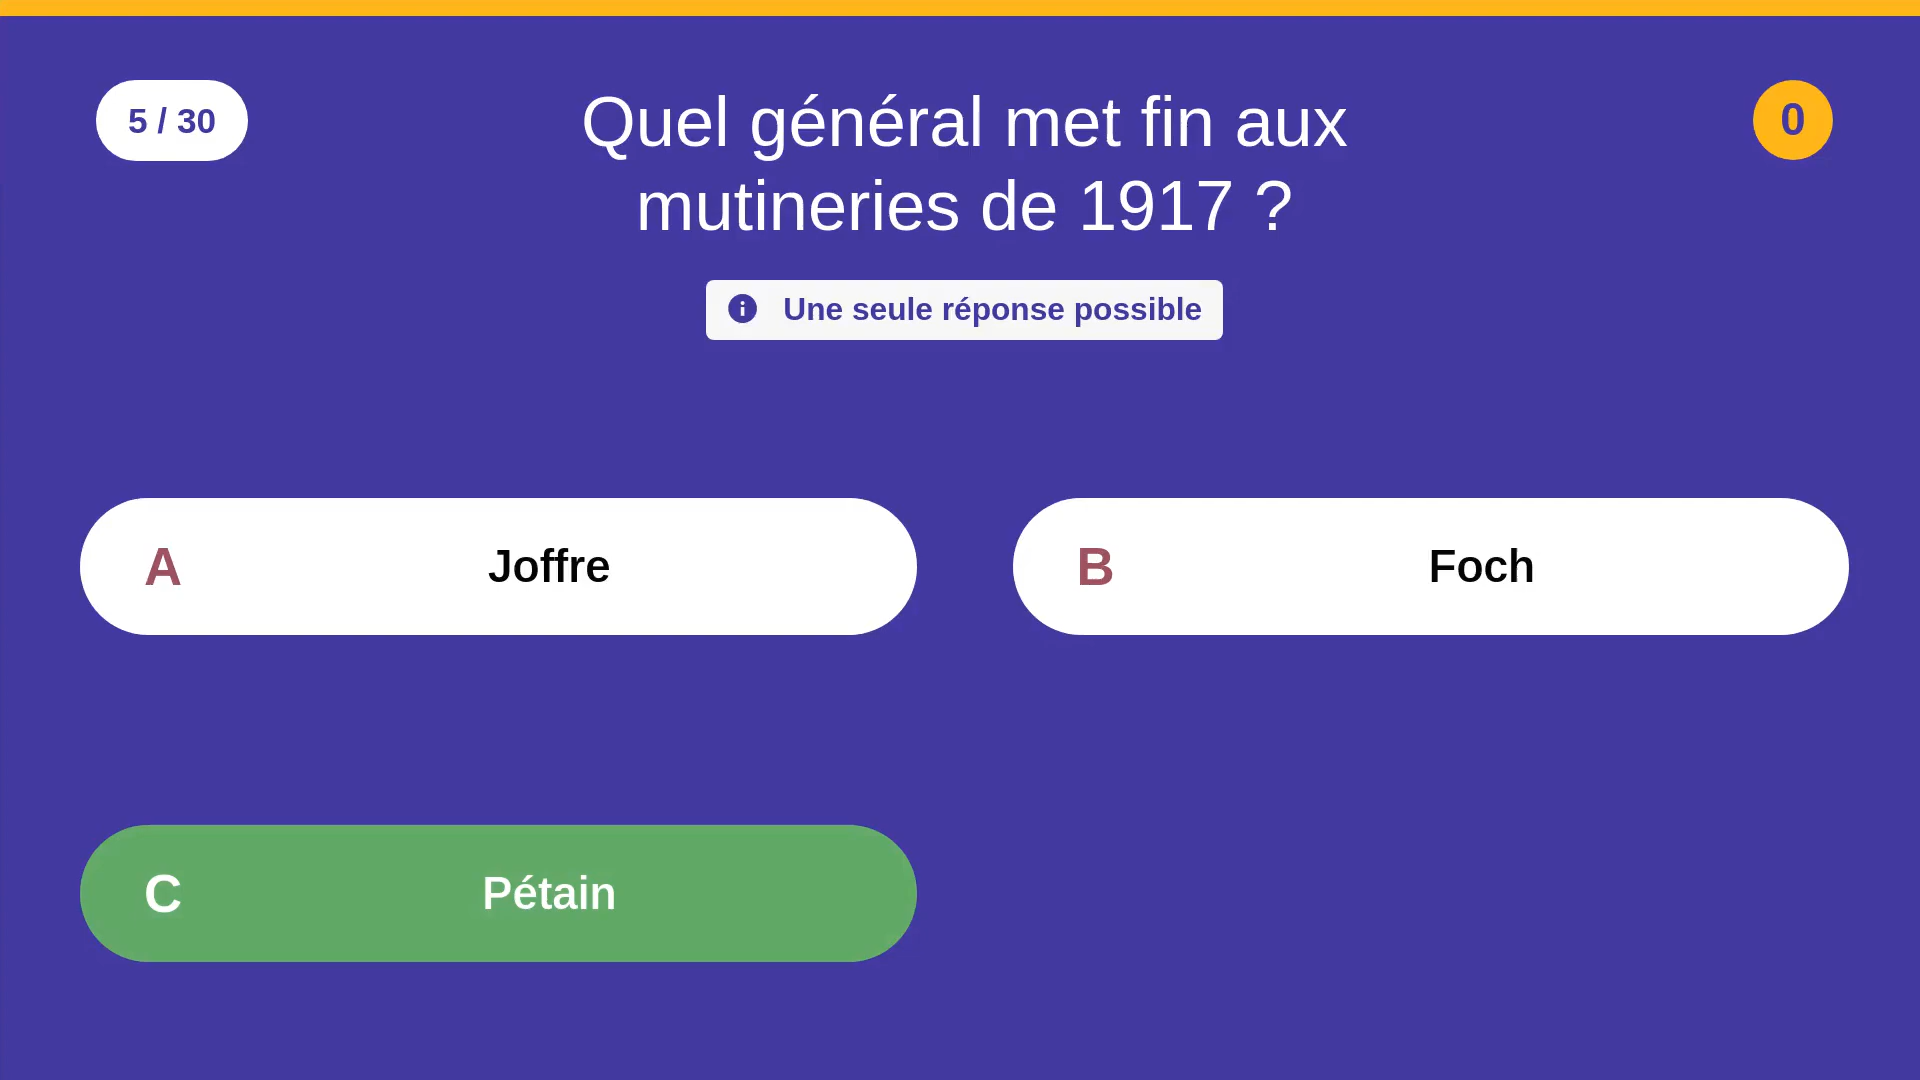 5 / 30
Quel général met fin aux
mutineries de 1917 ?
0
Une seule réponse possible
A Joffre
B Foch
C Pétain